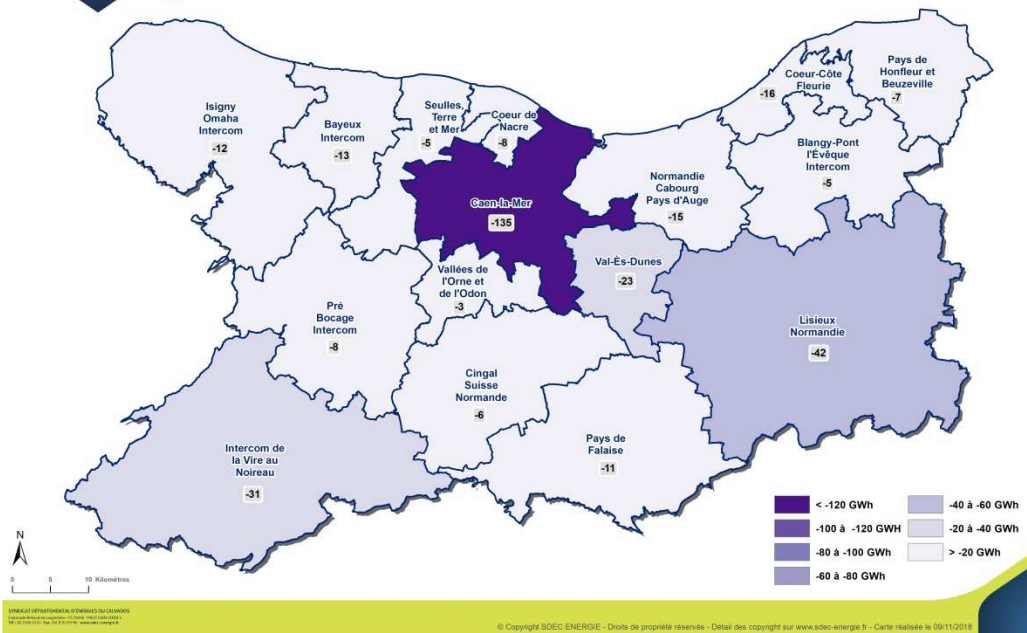 Isigny
Omaha
Intercom
-12
Bayeux
Intercom
-13
Seulles,
Terre
et Mer
-5
Coeur de
Nacre
-8
Caen-la-Mer
-135
Coeur-Côte
Fleurie
-16
Pays de
Honfleur et
Beuzeville
-7
Blangy-Pont
l'Évêque
Intercom
-5
Normandie
Cabourg
Pays d'Auge
-15
Val-Ès-Dunes
-23
Vallées de
l'Orne et
de l'Odon
-3
Pré
Bocage
Intercom
-8
Lisieux
Normandie
-42
Cingal
Suisse
Normande
-6
Pays de
Falaise
-11
Intercom de
la Vire au
Noireau
-31
< -120 GWh
-100 à -120 GWH
-80 à -100 GWh
-60 à -80 GWh
-40 à -60 GWh
-20 à -40 GWh
> -20 GWh
N
0 5 10 Kilomètres
SYNDICAT DÉPARTEMENTAL D'ÉNERGIES DU CALVADOS
© Copyright SDEC ENERGIE - Droits de propriété réservés - Détail des copyright sur www.sdec-energie.fr - Carte réalisée le 09/11/2018